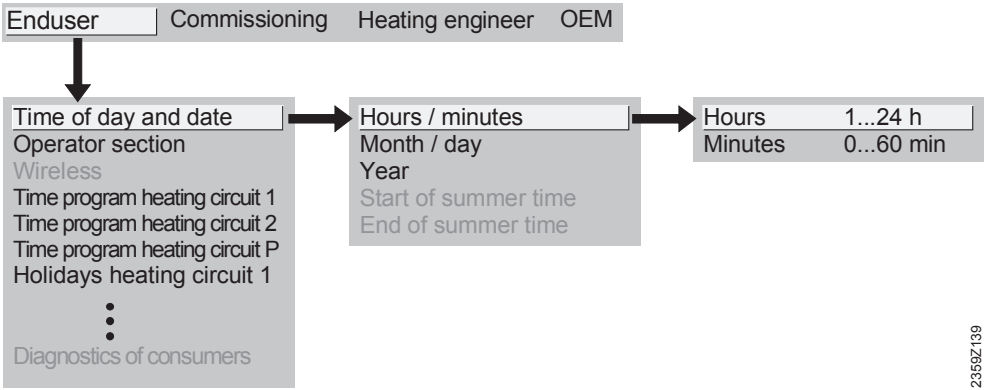 Enduser Commissioning Heating engineer OEM
Time of day and date
Operator section
Wireless
Time program heating circuit 1
Time program heating circuit 2
Time program heating circuit P
Holidays heating circuit 1
Diagnostics of consumers
Hours / minutes
Month / day
Year
Start of summer time
End of summer time
Hours 1...24 h
Minutes 0...60 min
2359Z139